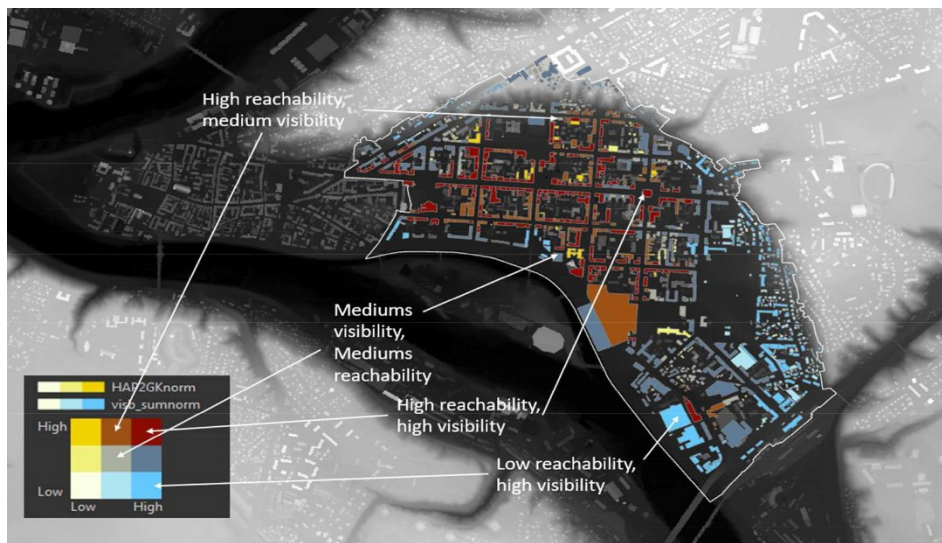 High reachability,
medium visibility
Mediums
visibility,
Mediums
reachability
High reachability,
high visibility
Low reachability,
high visibility
HAP2GKnorm
visb_sumnorm
High
Low
Low
High